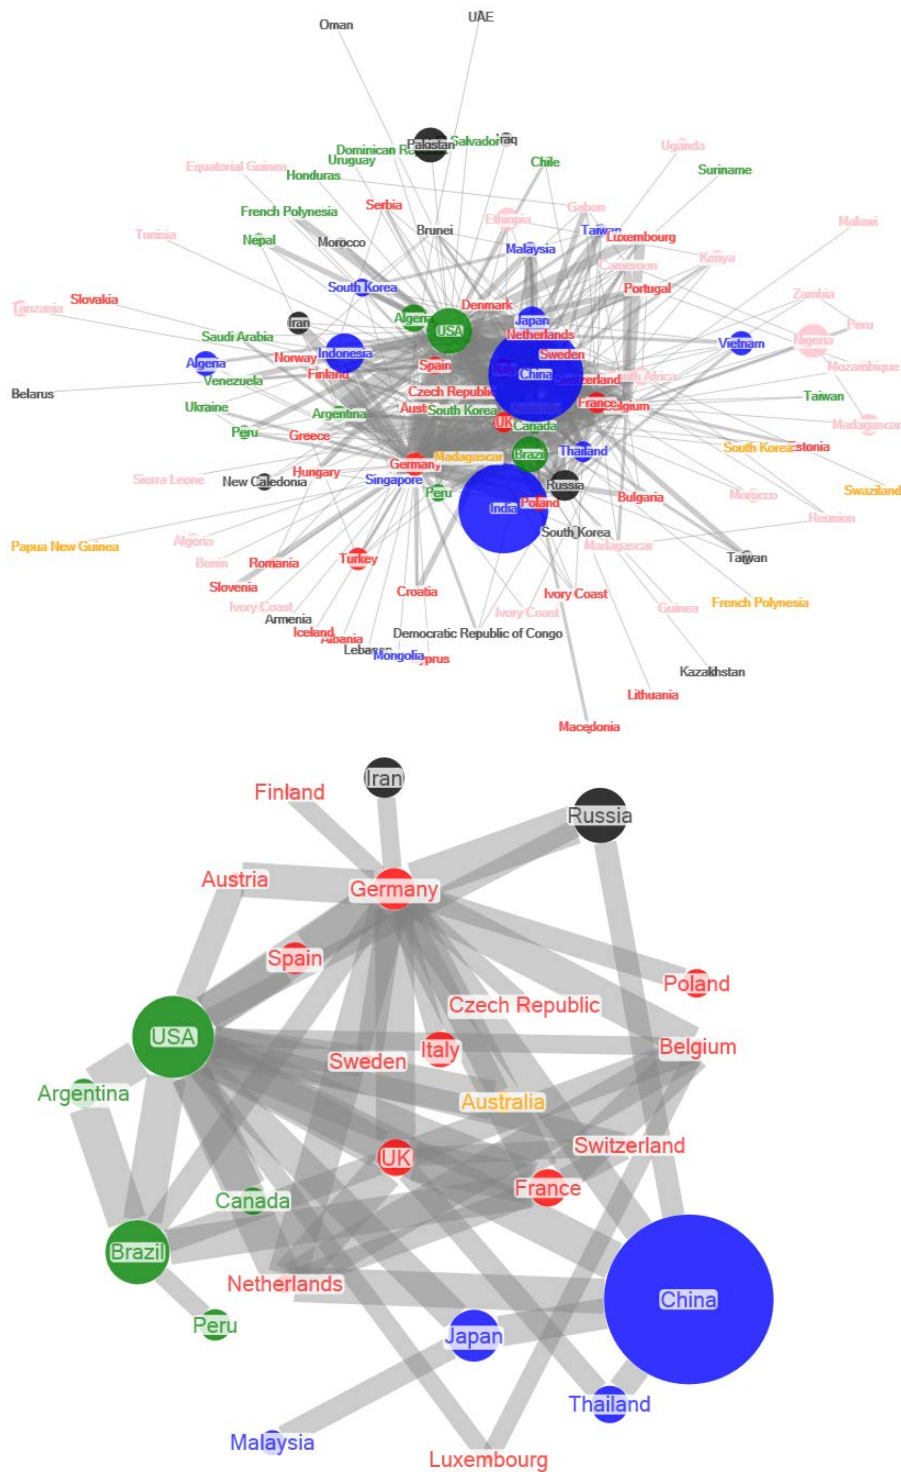 Oman
UAE
Pakistan
Dominican Re
Salvador
Iraq
Uruguay
Chile
Uganda
Equatorial Guinea
Honduras
Suriname
French Polynesia
Serbia
Ethiopia
Gabon
Malawi
Tunisia
Nepal
Morocco
Brunei
Malaysia
Taiwan
Luxembourg
Kenya
Cameroon
Tanzania
Slovakia
South Korea
Denmark
Portugal
Zambia
Iran
Algeria
USA
Japan
Peru
Saudi Arabia
Netherlands
Nigeria
Norway
Indonesia
Sweden
Vietnam
Algeria
Spain
Italy
China
Mozambique
Finland
Switzerland
Belarus
Venezuela
Czech Republic
Taiwan
Ukraine
Argentina
South Korea
France
Belgium
Peru
Greece
UK
Canada
Madagascar
Hungary
Germany
Madagascar
Brazil
Thailand
South Korea
Estonia
Sierra Leone
New Caledonia
Singapore
Peru
India
Poland
Russia
Bulgaria
Morocco
Swaziland
Papua New Guinea
Algeria
South Korea
Madagascar
Reunion
Benin
Romania
Turkey
Taiwan
Slovenia
Croatia
Ivory Coast
Ivory Coast
Armenia
Ivory Coast
Guinea
French Polynesia
Iceland
Albania
Democratic Republic of Congo
Mongolia
Cyprus
Kazakhstan
Lithuania
Macedonia
Iran
Finland
Russia
Austria
Germany
Spain
Poland
Czech Republic
USA
Sweden
Italy
Belgium
Argentina
Australia
UK
Switzerland
Canada
France
Brazil
Netherlands
China
Peru
Japan
Thailand
Malaysia
Luxembourg